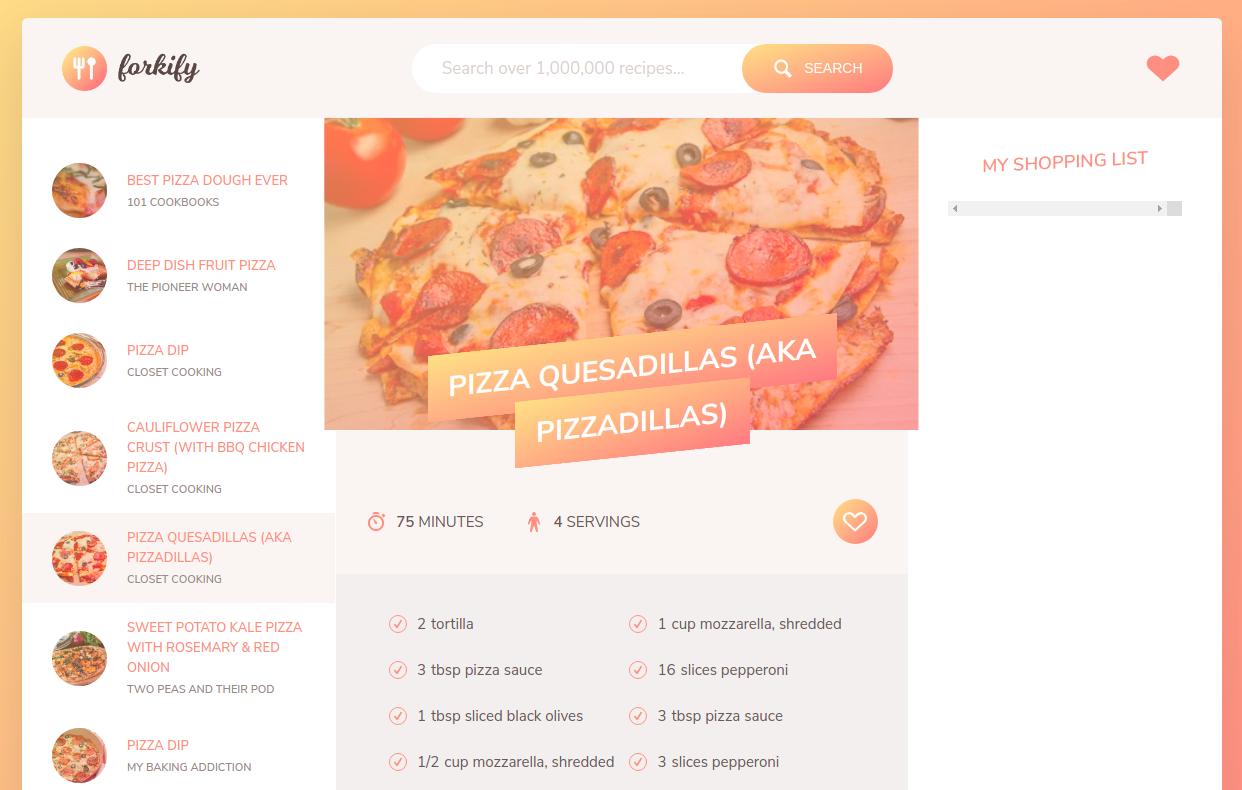 forkify
Search over 1,000,000 recipes...
SEARCH
BEST PIZZA DOUGH EVER
101 COOKBOOKS
DEEP DISH FRUIT PIZZA
THE PIONEER WOMAN
PIZZA DIP
CLOSET COOKING
CAULIFLOWER PIZZA
CRUST (WITH BBQ CHICKEN
PIZZA)
CLOSET COOKING
PIZZA QUESADILLAS (AKA
PIZZADILLAS)
CLOSET COOKING
SWEET POTATO KALE PIZZA
WITH ROSEMARY & RED
ONION
TWO PEAS AND THEIR POD
PIZZA DIP
MY BAKING ADDICTION
PIZZA QUESADILLAS (AKA
PIZZADILLAS)
75 MINUTES
4 SERVINGS
2 tortilla
1 cup mozzarella, shredded
3 tbsp pizza sauce
16 slices pepperoni
1 tbsp sliced black olives
3 tbsp pizza sauce
1/2 cup mozzarella, shredded
3 slices pepperoni
MY SHOPPING LIST